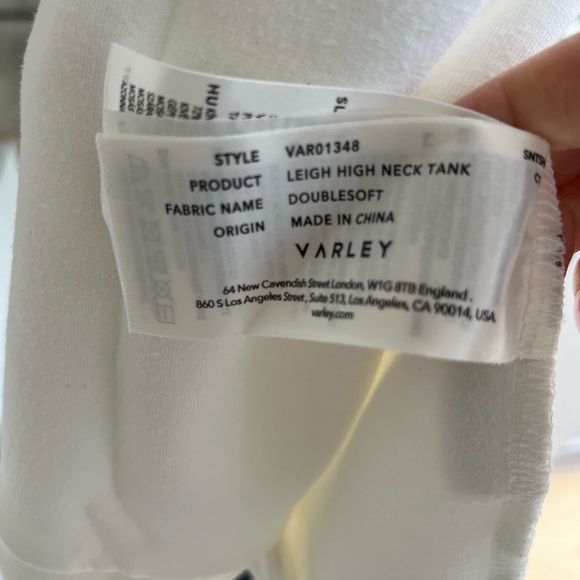 STYLE VAR01348
PRODUCT LEIGH HIGH NECK TANK
FABRIC NAME DOUBLESOFT
ORIGIN MADE IN CHINA
VARLEY
64 New Cavendish Street London, W1G 8TB England,
860 S Los Angeles Street, Suite 513, Los Angeles, CA 90014, USA
varley.com